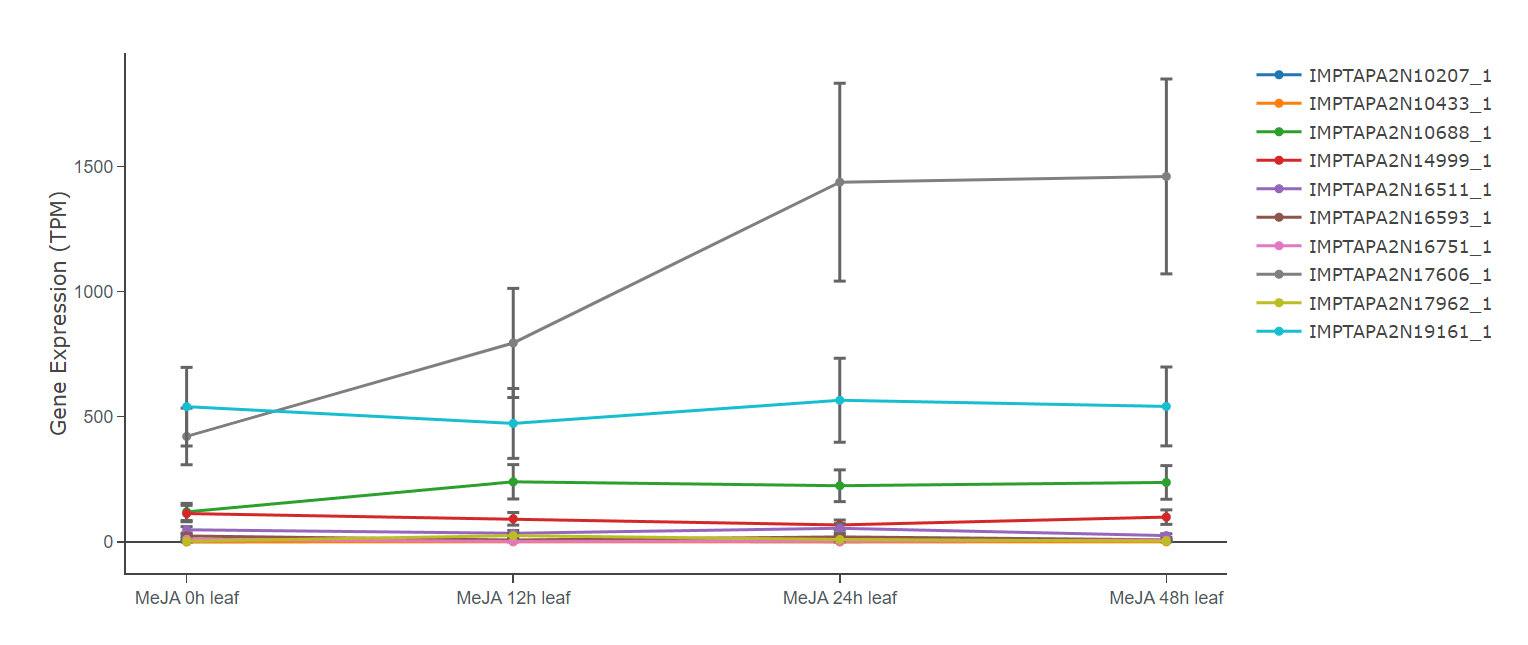 Gene Expression (TPM)
1500
1000
500
0
MeJA 0h leaf
MeJA 12h leaf
MeJA 24h leaf
MeJA 48h leaf
IMPTAPA2N10207_1
IMPTAPA2N10433_1
IMPTAPA2N10688_1
IMPTAPA2N14999_1
IMPTAPA2N16511_1
IMPTAPA2N16593_1
IMPTAPA2N16751_1
IMPTAPA2N17606_1
IMPTAPA2N17962_1
IMPTAPA2N19161_1